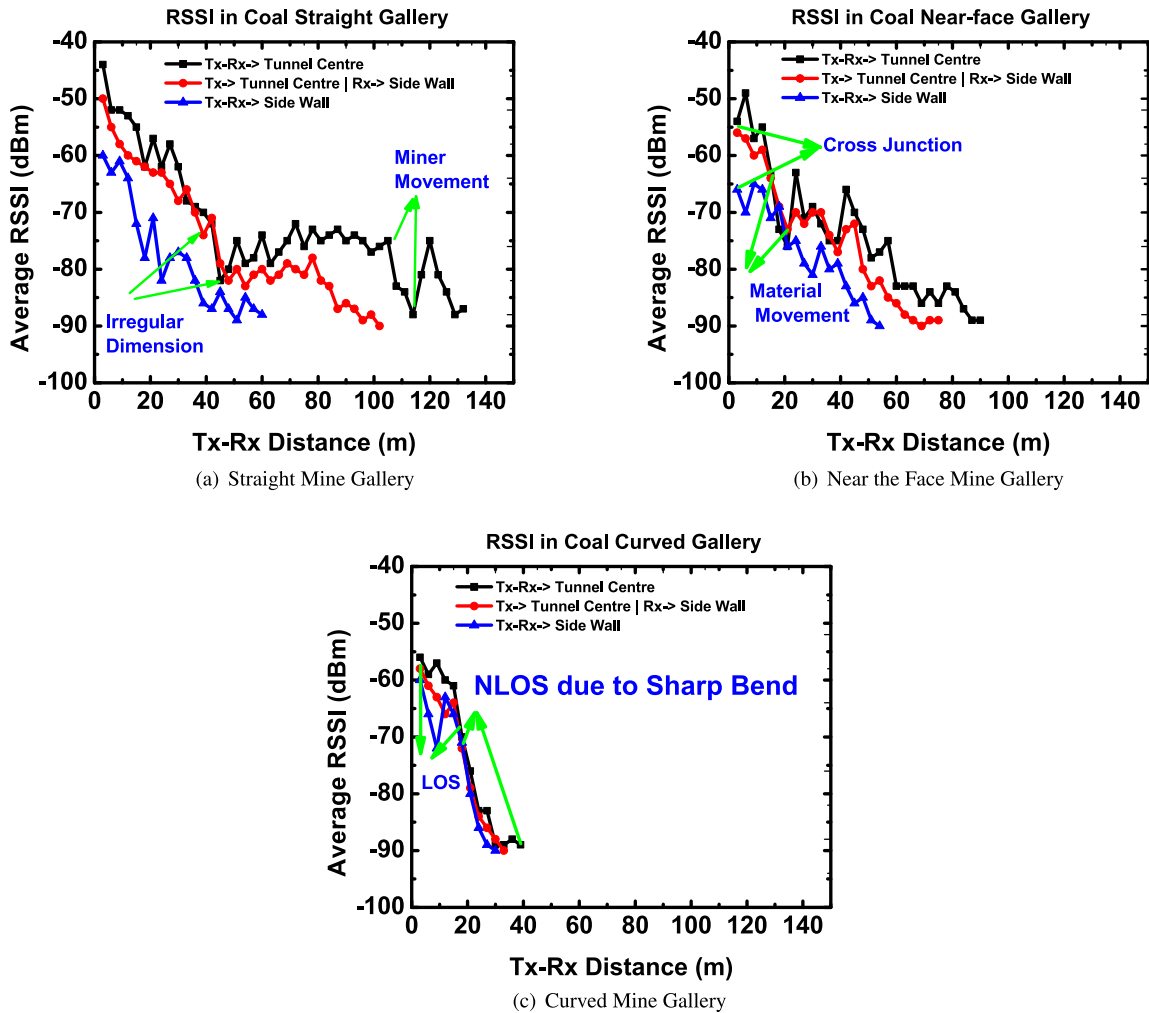 RSSI in Coal Straight Gallery
-40
-50
-60
-70
-80
-90
-100
Average RSSI (dBm)
Tx-Rx-> Tunnel Centre
Tx-> Tunnel Centre | Rx-> Side Wall
Tx-Rx-> Side Wall
Miner
Movement
Irregular
Dimension
0 20 40 60 80 100 120 140
Tx-Rx Distance (m)
(a) Straight Mine Gallery
RSSI in Coal Near-face Gallery
-40
-50
-60
-70
-80
-90
-100
Average RSSI (dBm)
Tx-Rx-> Tunnel Centre
Tx-> Tunnel Centre | Rx-> Side Wall
Tx-Rx-> Side Wall
Cross Junction
Material
Movement
0 20 40 60 80 100 120 140
Tx-Rx Distance (m)
(b) Near the Face Mine Gallery
RSSI in Coal Curved Gallery
-40
-50
-60
-70
-80
-90
-100
Average RSSI (dBm)
Tx-Rx-> Tunnel Centre
Tx-> Tunnel Centre | Rx-> Side Wall
Tx-Rx-> Side Wall
NLOS due to Sharp Bend
LOS
0 20 40 60 80 100 120 140
Tx-Rx Distance (m)
(c) Curved Mine Gallery